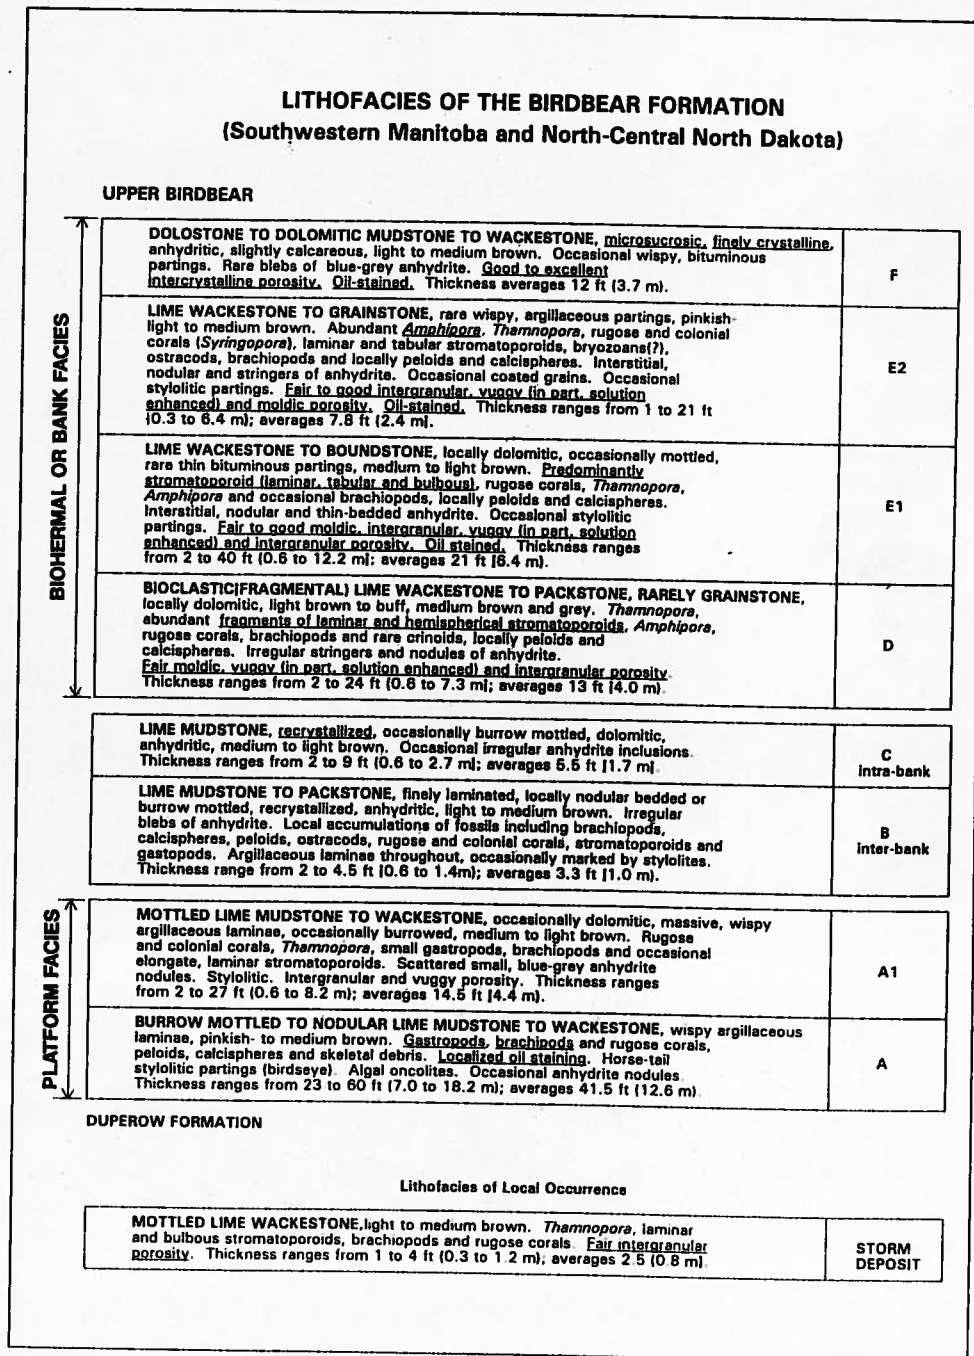 LITHOFACIES OF THE BIRDBEAR FORMATION
(Southwestern Manitoba and North-Central North Dakota)
UPPER BIRDBEAR
BIOHERMAL OR BANK FACIES
DOLOSTONE TO DOLOMITIC MUDSTONE TO WACKESTONE, microsucrosic, finely crystalline,
anhydritic, slightly calcareous, light to medium brown. Occasional wispy, bituminous
partings. Rare blebs of blue-grey anhydrite. Good to excellent
intercrystalline porosity. Oil-stained. Thickness averages 12 ft (3.7 m).
F
LIME WACKESTONE TO GRAINSTONE, rare wispy, argillaceous partings, pinkish-
light to medium brown. Abundant Amphipora, Thamnopora, rugose and colonial
corals (Syringopora), laminar and tabular stromatoporoids, bryozoans(?),
ostracods, brachiopods and locally peloids and calcispheres. Interstitial,
nodular and stringers of anhydrite. Occasional coated grains. Occasional
stylolitic partings. Fair to good intergranular, vuggy (in part, solution
enhanced) and moldic porosity. Oil-stained. Thickness ranges from 1 to 21 ft
(0.3 to 6.4 m); averages 7.8 ft (2.4 m).
E2
LIME WACKESTONE TO BOUNDSTONE, locally dolomitic, occasionally mottled,
rare thin bituminous partings, medium to light brown. Predominantly
stromatoporoid (laminar, tabular and bulbous), rugose corals, Thamnopora,
Amphipora and occasional brachiopods, locally peloids and calcispheres.
Interstitial, nodular and thin-bedded anhydrite. Occasional stylolitic
partings. Fair to good moldic, intergranular, vuggy (in part, solution
enhanced) and intergranular porosity. Oil stained. Thickness ranges
from 2 to 40 ft (0.6 to 12.2 m); averages 21 ft (6.4 m).
E1
BIOCLASTIC(FRAGMENTAL) LIME WACKESTONE TO PACKSTONE, RARELY GRAINSTONE,
locally dolomitic, light brown to buff, medium brown and grey. Thamnopora,
abundant fragments of laminar and hemispherical stromatoporoids, Amphipora,
rugose corals, brachiopods and rare crinoids, locally peloids and
calcispheres. Irregular stringers and nodules of anhydrite.
Fair moldic, vuggy (in part, solution enhanced) and intergranular porosity.
Thickness ranges from 2 to 24 ft (0.6 to 7.3 m); averages 13 ft (4.0 m).
D
LIME MUDSTONE, recrystallized, occasionally burrow mottled, dolomitic,
anhydritic, medium to light brown. Occasional irregular anhydrite inclusions.
Thickness ranges from 2 to 9 ft (0.6 to 2.7 m); averages 5.5 ft (1.7 m).
C
intra-bank
LIME MUDSTONE TO PACKSTONE, finely laminated, locally nodular bedded or
burrow mottled, recrystallized, anhydritic, light to medium brown. Irregular
blebs of anhydrite. Local accumulations of fossils including brachiopods,
calcispheres, peloids, ostracods, rugose and colonial corals, stromatoporoids and
gastopods. Argillaceous laminae throughout, occasionally marked by stylolites.
Thickness range from 2 to 4.5 ft (0.6 to 1.4m); averages 3.3 ft (1.0 m).
B
inter-bank
PLATFORM FACIES
MOTTLED LIME MUDSTONE TO WACKESTONE, occasionally dolomitic, massive, wispy
argillaceous laminae, occasionally burrowed, medium to light brown. Rugose
and colonial corals, Thamnopora, small gastropods, brachiopods and occasional
elongate, laminar stromatoporoids. Scattered small, blue-grey anhydrite
nodules. Stylolitic. Intergranular and vuggy porosity. Thickness ranges
from 2 to 27 ft (0.6 to 8.2 m); averages 14.5 ft (4.4 m).
A1
BURROW MOTTLED TO NODULAR LIME MUDSTONE TO WACKESTONE, wispy argillaceous
laminae, pinkish- to medium brown. Gastropods, brachipods and rugose corals,
peloids, calcispheres and skeletal debris. Localized oil staining. Horse-tail
stylolitic partings (birdseye). Algal oncolites. Occasional anhydrite nodules.
Thickness ranges from 23 to 60 ft (7.0 to 18.2 m); averages 41.5 ft (12.6 m).
A
DUPEROW FORMATION
Lithofacies of Local Occurrence
MOTTLED LIME WACKESTONE,light to medium brown. Thamnopora, laminar
and bulbous stromatoporoids, brachiopods and rugose corals. Fair intergranular
porosity. Thickness ranges from 1 to 4 ft (0.3 to 1.2 m); averages 2.5 (0.8 m).
STORM
DEPOSIT